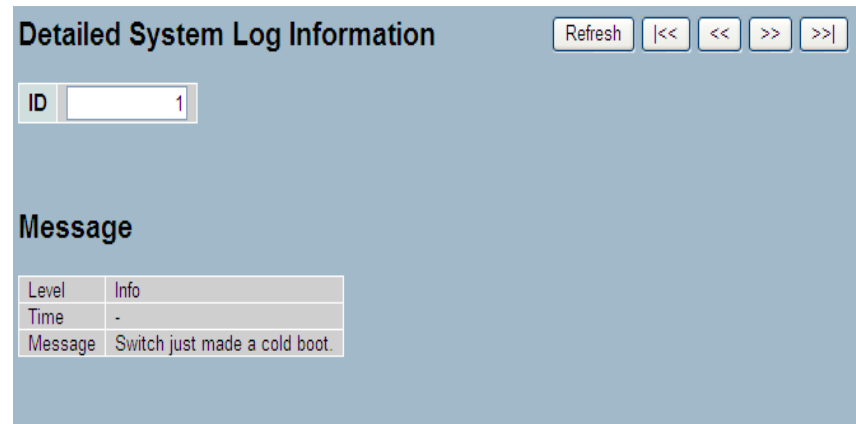 Detailed System Log Information Refresh |<< << >> >>|
ID 1
Message
Level Info
Time -
Message Switch just made a cold boot.